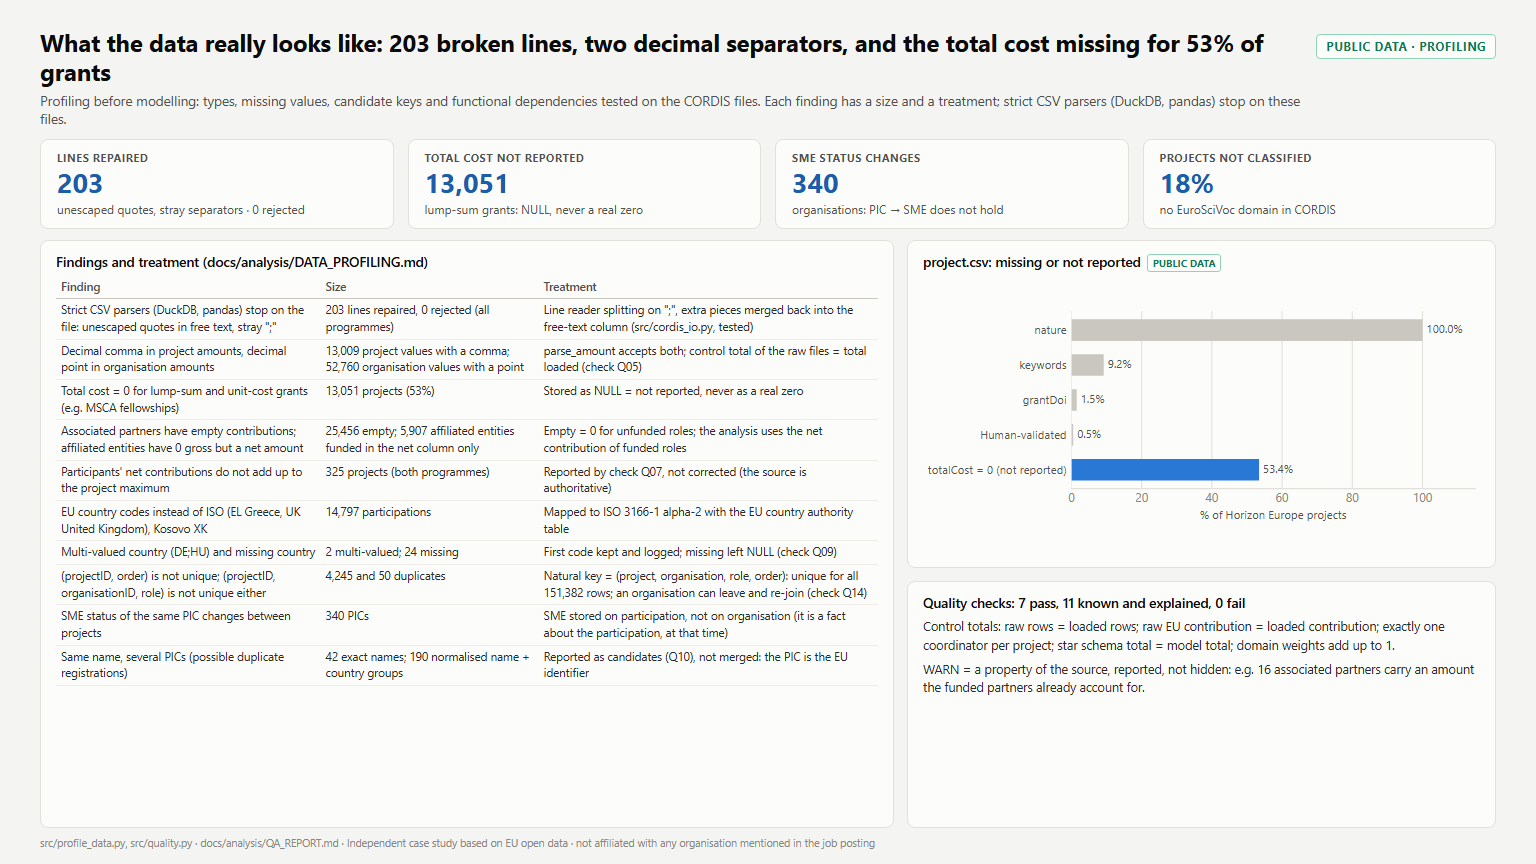 What the data really looks like: 203 broken lines, two decimal separators, and the total cost missing for 53% of
grants
PUBLIC DATA · PROFILING
Profiling before modelling: types, missing values, candidate keys and functional dependencies tested on the CORDIS files. Each finding has a size and a treatment; strict CSV parsers (DuckDB, pandas) stop on these
files.
LINES REPAIRED
203
unescaped quotes, stray separators · 0 rejected
TOTAL COST NOT REPORTED
13,051
lump-sum grants: NULL, never a real zero
SME STATUS CHANGES
340
organisations: PIC → SME does not hold
PROJECTS NOT CLASSIFIED
18%
no EuroSciVoc domain in CORDIS
Findings and treatment (docs/analysis/DATA_PROFILING.md)
Finding Size Treatment
Strict CSV parsers (DuckDB, pandas) stop on the
file: unescaped quotes in free text, stray ";"
203 lines repaired, 0 rejected (all
programmes)
Line reader splitting on ";", extra pieces merged back into the
free-text column (src/cordis_io.py, tested)
Decimal comma in project amounts, decimal
point in organisation amounts
13,009 project values with a comma;
52,760 organisation values with a point
parse_amount accepts both; control total of the raw files = total
loaded (check Q05)
Total cost = 0 for lump-sum and unit-cost grants
(e.g. MSCA fellowships)
13,051 projects (53%)
Stored as NULL = not reported, never as a real zero
Associated partners have empty contributions;
affiliated entities have 0 gross but a net amount
25,456 empty; 5,907 affiliated entities
funded in the net column only
Empty = 0 for unfunded roles; the analysis uses the net
contribution of funded roles
Participants' net contributions do not add up to
the project maximum
325 projects (both programmes)
Reported by check Q07, not corrected (the source is
authoritative)
EU country codes instead of ISO (EL Greece, UK
United Kingdom), Kosovo XK
14,797 participations
Mapped to ISO 3166-1 alpha-2 with the EU country authority
table
Multi-valued country (DE;HU) and missing country
2 multi-valued; 24 missing
First code kept and logged; missing left NULL (check Q09)
(projectID, order) is not unique; (projectID,
organisationID, role) is not unique either
4,245 and 50 duplicates
Natural key = (project, organisation, role, order): unique for all
151,382 rows; an organisation can leave and re-join (check Q14)
SME status of the same PIC changes between
projects
340 PICs
SME stored on participation, not on organisation (it is a fact
about the participation, at that time)
Same name, several PICs (possible duplicate
registrations)
42 exact names; 190 normalised name +
country groups
Reported as candidates (Q10), not merged: the PIC is the EU
identifier
project.csv: missing or not reported PUBLIC DATA
nature 100.0%
keywords 9.2%
grantDoi 1.5%
Human-validated 0.5%
totalCost = 0 (not reported) 53.4%
0 20 40 60 80 100
% of Horizon Europe projects
Quality checks: 7 pass, 11 known and explained, 0 fail
Control totals: raw rows = loaded rows; raw EU contribution = loaded contribution; exactly one
coordinator per project; star schema total = model total; domain weights add up to 1.
WARN = a property of the source, reported, not hidden: e.g. 16 associated partners carry an amount
the funded partners already account for.
src/profile_data.py, src/quality.py · docs/analysis/QA_REPORT.md · Independent case study based on EU open data · not affiliated with any organisation mentioned in the job posting